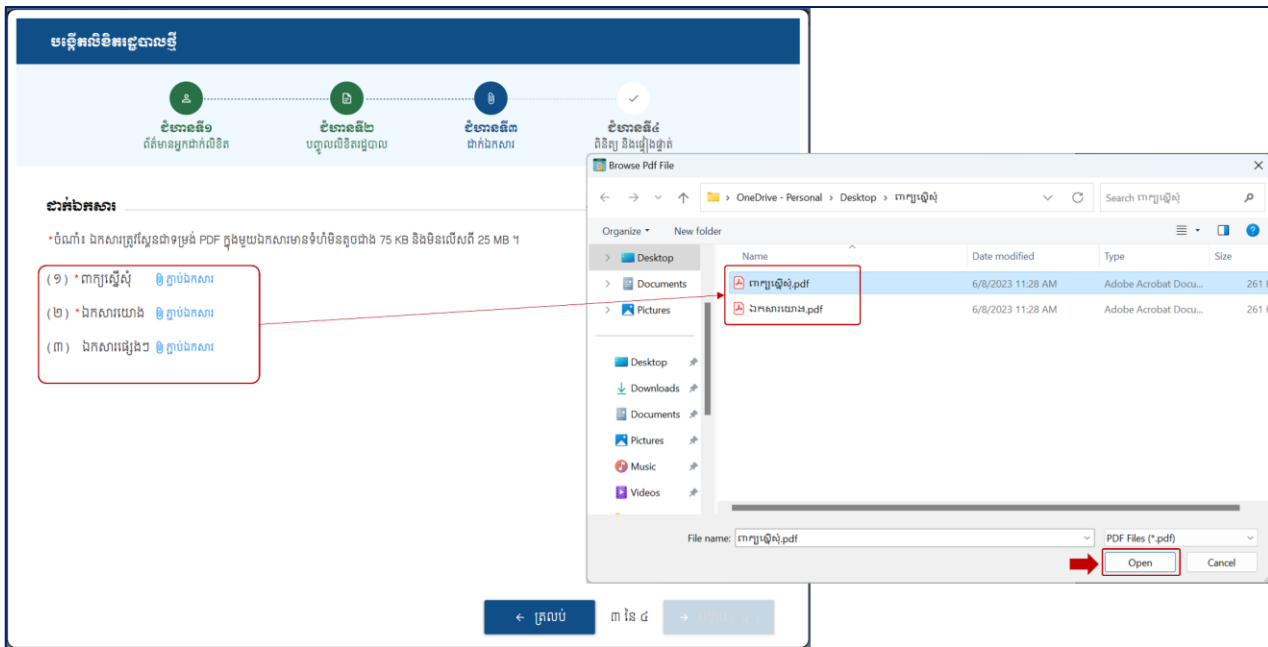 បង្កើតលិខិតរដ្ឋបាលថ្មី
ជំហានទី១
ព័ត៌មានអ្នកដាក់លិខិត
ជំហានទី២
បញ្ចូលលិខិតរដ្ឋបាល
ជំហានទី៣
ដាក់ឯកសារ
ជំហានទី៤
ពិនិត្យ និងផ្ទៀងផ្ទាត់
ដាក់ឯកសារ
*ចំណាំ៖ ឯកសារត្រូវស្កែនជាទម្រង់ PDF ក្នុងមួយឯកសារមានទំហំមិនតូចជាង 75 KB និងមិនលើសពី 25 MB ។
(១) *ពាក្យស្នើសុំ ភ្ជាប់ឯកសារ
(២) *ឯកសារយោង ភ្ជាប់ឯកសារ
(៣) ឯកសារផ្សេងៗ ភ្ជាប់ឯកសារ
← ត្រលប់
៣ នៃ ៤
Browse Pdf File
OneDrive - Personal > Desktop > ពាក្យស្នើសុំ
Search ពាក្យស្នើសុំ
Organize New folder
Name Date modified Type Size
Desktop
Documents
Pictures
ពាក្យស្នើសុំ.pdf 6/8/2023 11:28 AM Adobe Acrobat Docu... 261
ឯកសារយោង.pdf 6/8/2023 11:28 AM Adobe Acrobat Docu... 261
Desktop
Downloads
Documents
Pictures
Music
Videos
File name: ពាក្យស្នើសុំ.pdf PDF Files (*.pdf)
Open Cancel